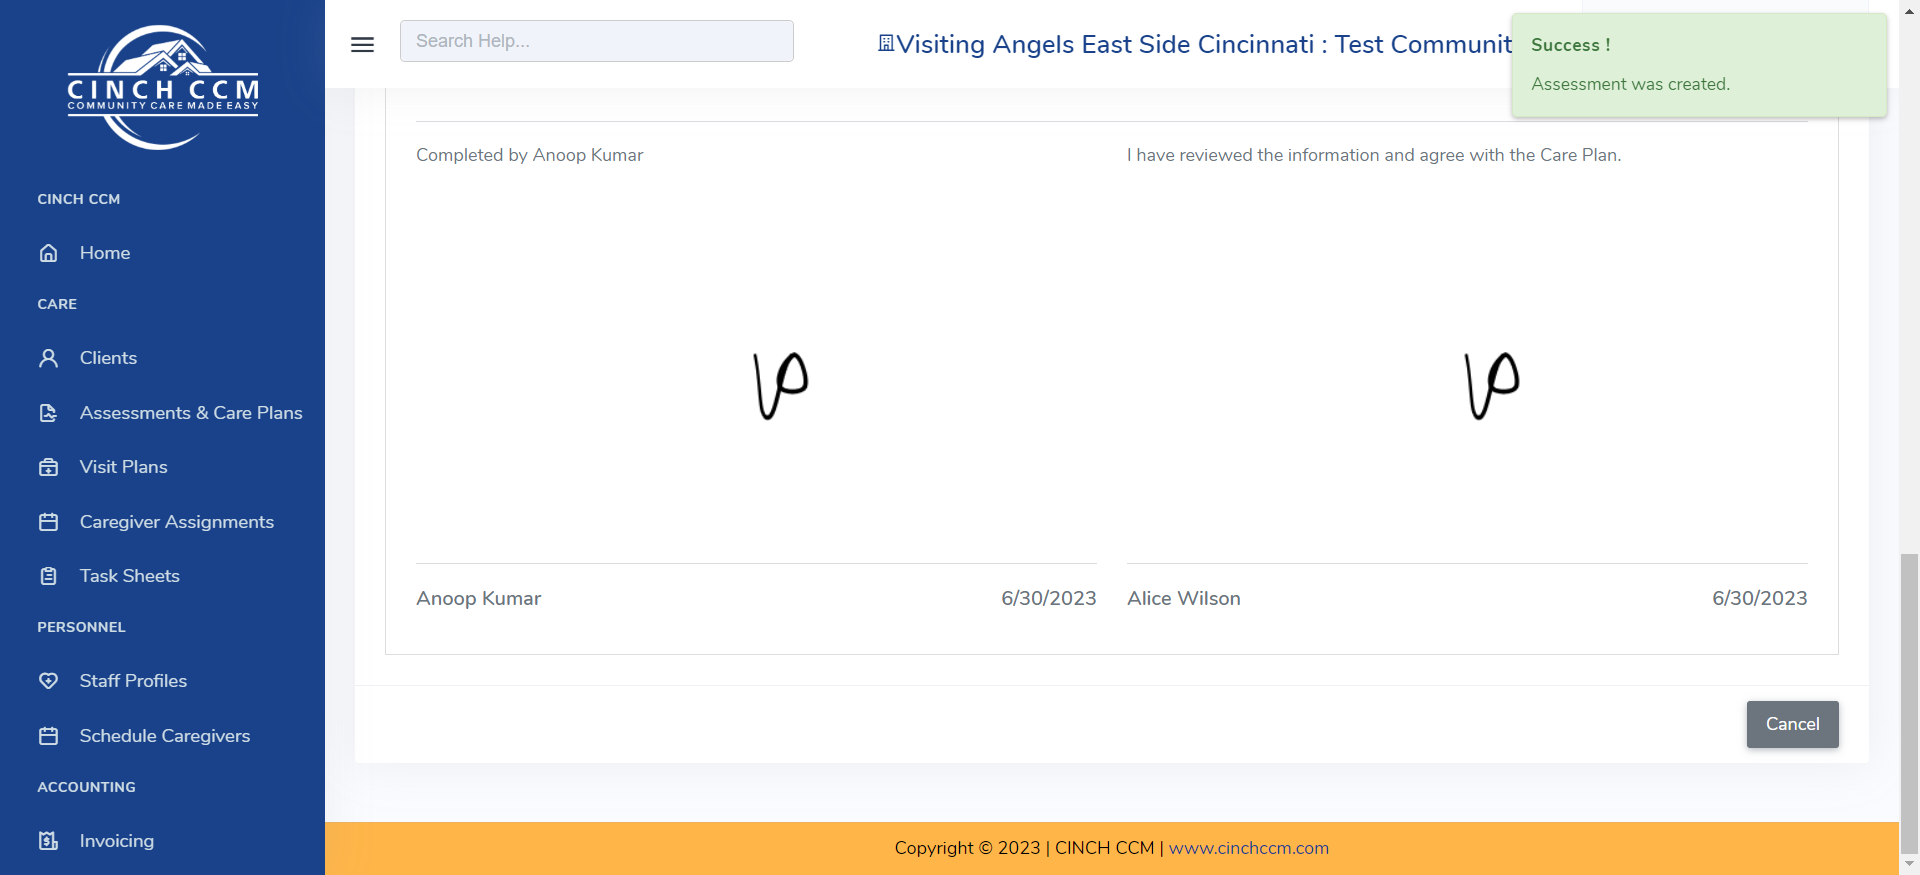 CINCH CCM
COMMUNITY CARE MADE EASY
CINCH CCM
Home
CARE
Clients
Assessments & Care Plans
Visit Plans
Caregiver Assignments
Task Sheets
PERSONNEL
Staff Profiles
Schedule Caregivers
ACCOUNTING
Invoicing
Search Help...
Visiting Angels East Side Cincinnati : Test Communit
Success !
Assessment was created.
Completed by Anoop Kumar
I have reviewed the information and agree with the Care Plan.
Anoop Kumar 6/30/2023
Alice Wilson 6/30/2023
Cancel
Copyright © 2023 | CINCH CCM | www.cinchccm.com